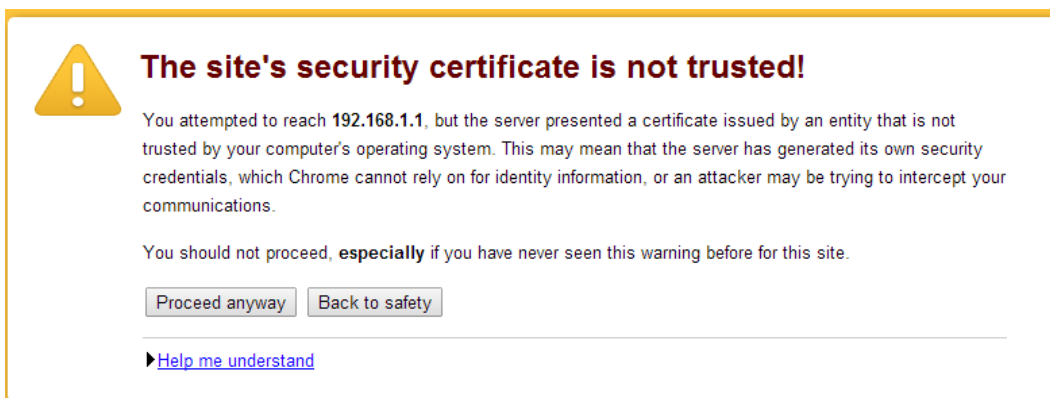 The site's security certificate is not trusted!
You attempted to reach 192.168.1.1, but the server presented a certificate issued by an entity that is not
trusted by your computer's operating system. This may mean that the server has generated its own security
credentials, which Chrome cannot rely on for identity information, or an attacker may be trying to intercept your
communications.
You should not proceed, especially if you have never seen this warning before for this site.
Proceed anyway Back to safety
Help me understand